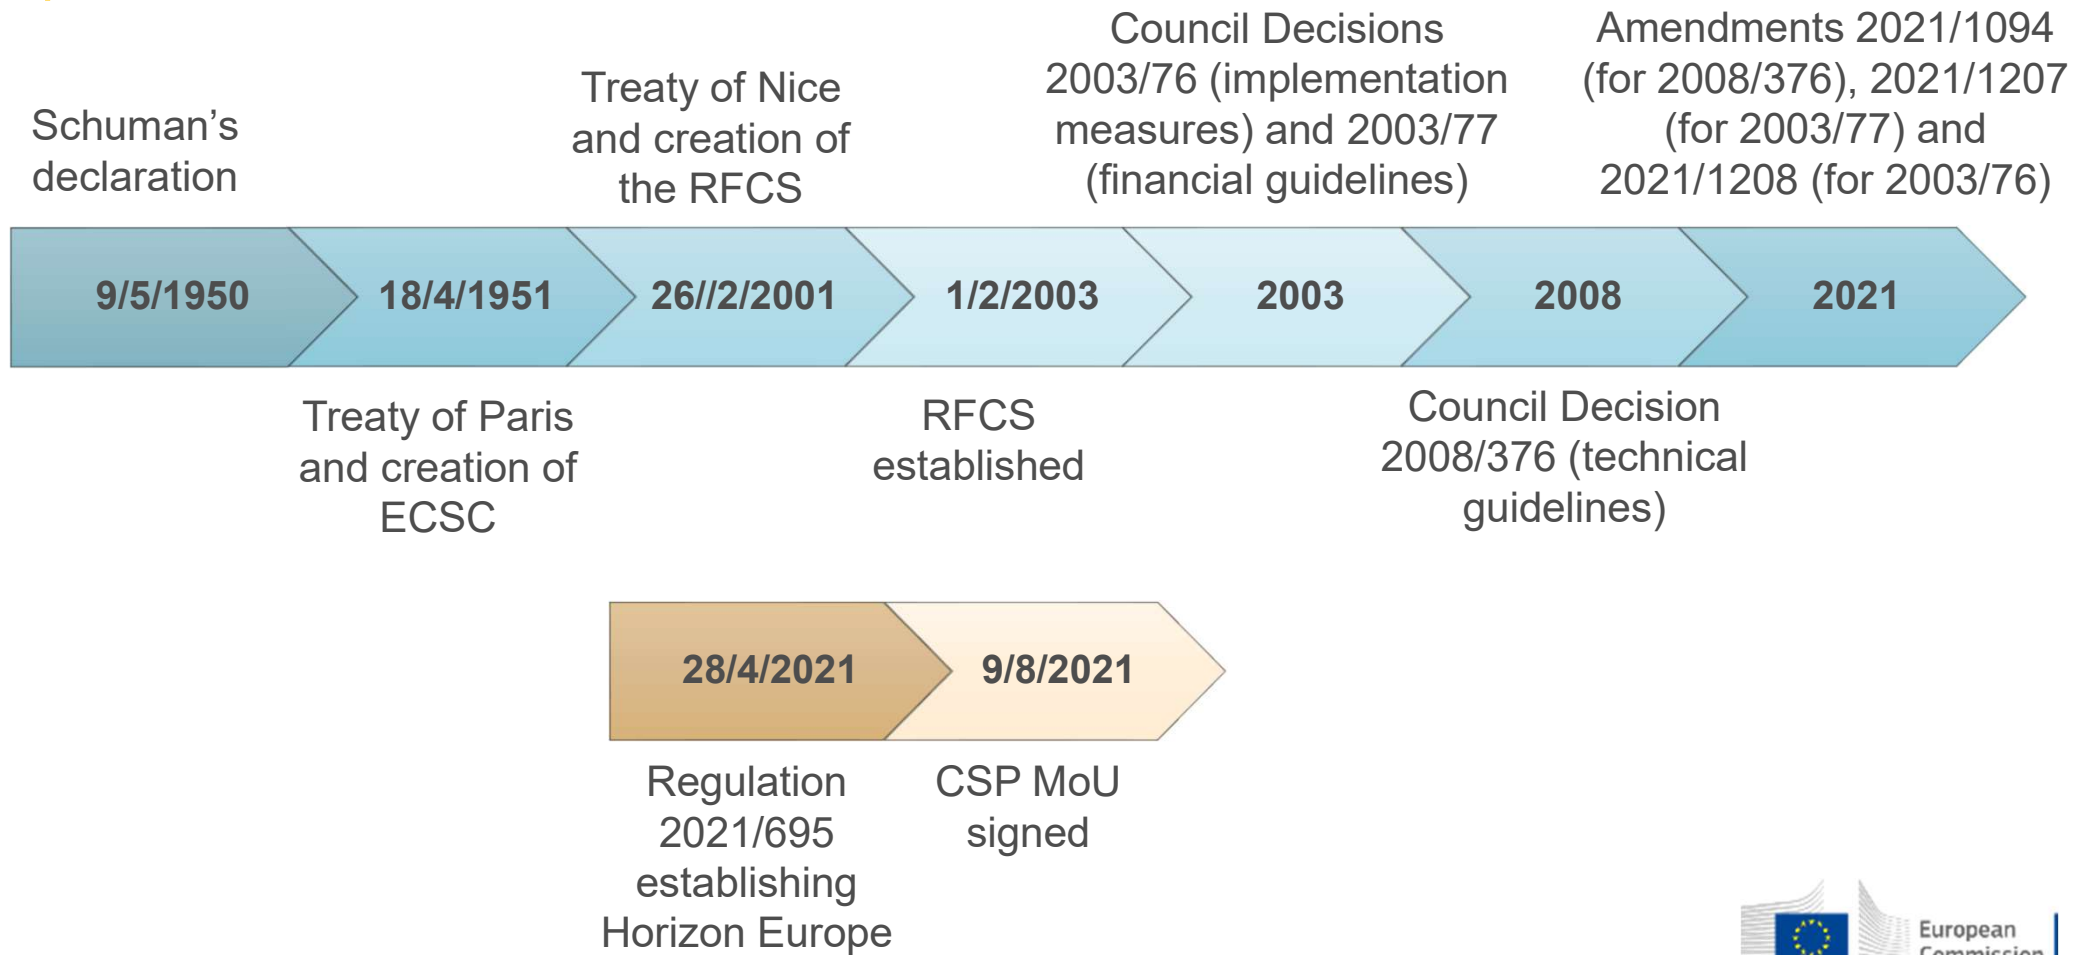 Schuman's
declaration
Treaty of Nice
and creation of
the RFCS
Council Decisions
2003/76 (implementation
measures) and 2003/77
(financial guidelines)
Amendments 2021/1094
(for 2008/376), 2021/1207
(for 2003/77) and
2021/1208 (for 2003/76)
9/5/1950
18/4/1951
26//2/2001
1/2/2003
2003
2008
2021
Treaty of Paris
and creation of
ECSC
RFCS
established
Council Decision
2008/376 (technical
guidelines)
28/4/2021
9/8/2021
Regulation
2021/695
establishing
Horizon Europe
CSP MoU
signed
European
Commission